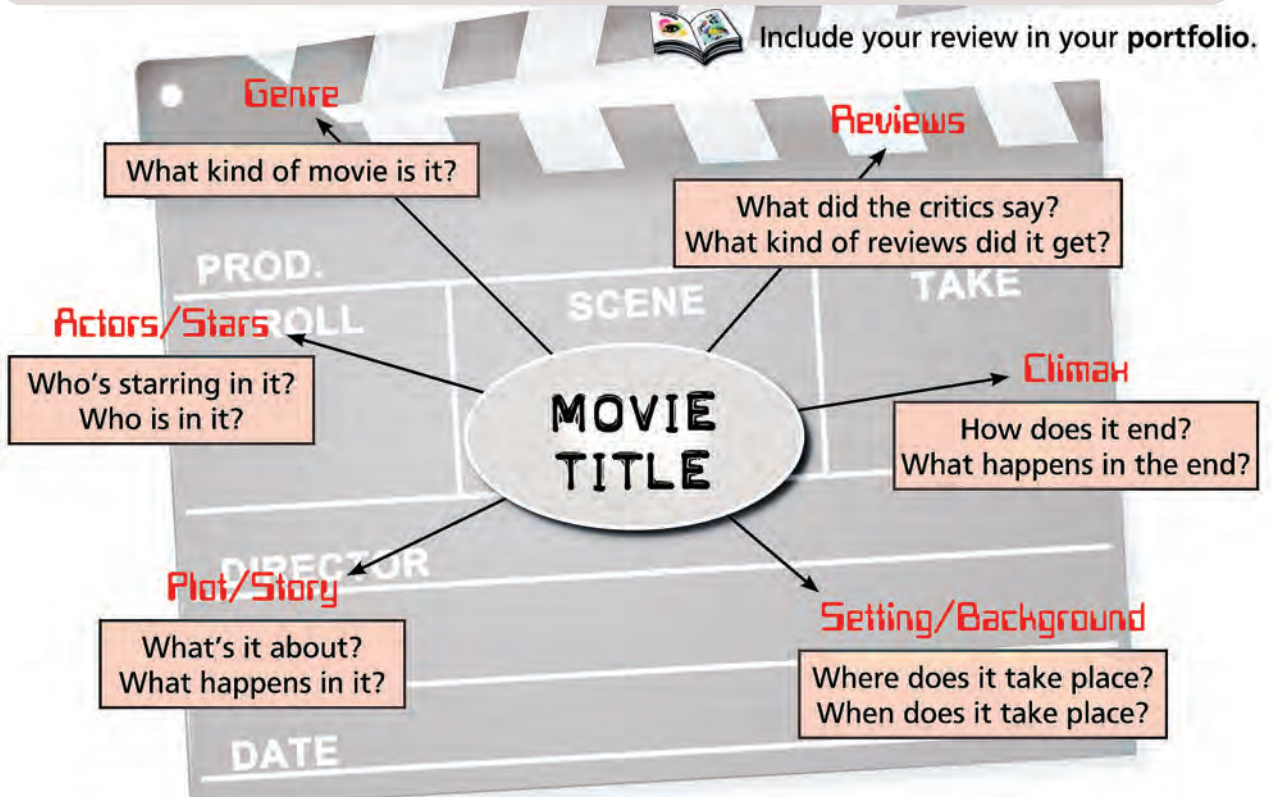 Include your review in your portfolio.
Genre
What kind of movie is it?
Reviews
What did the critics say?
What kind of reviews did it get?
PROD.
SCENE
TAKE
Actors/Stars
ROLL
Who's starring in it?
Who is in it?
Climax
How does it end?
What happens in the end?
MOVIE
TITLE
DIRECTOR
Plot/Story
What's it about?
What happens in it?
Setting/Background
Where does it take place?
When does it take place?
DATE